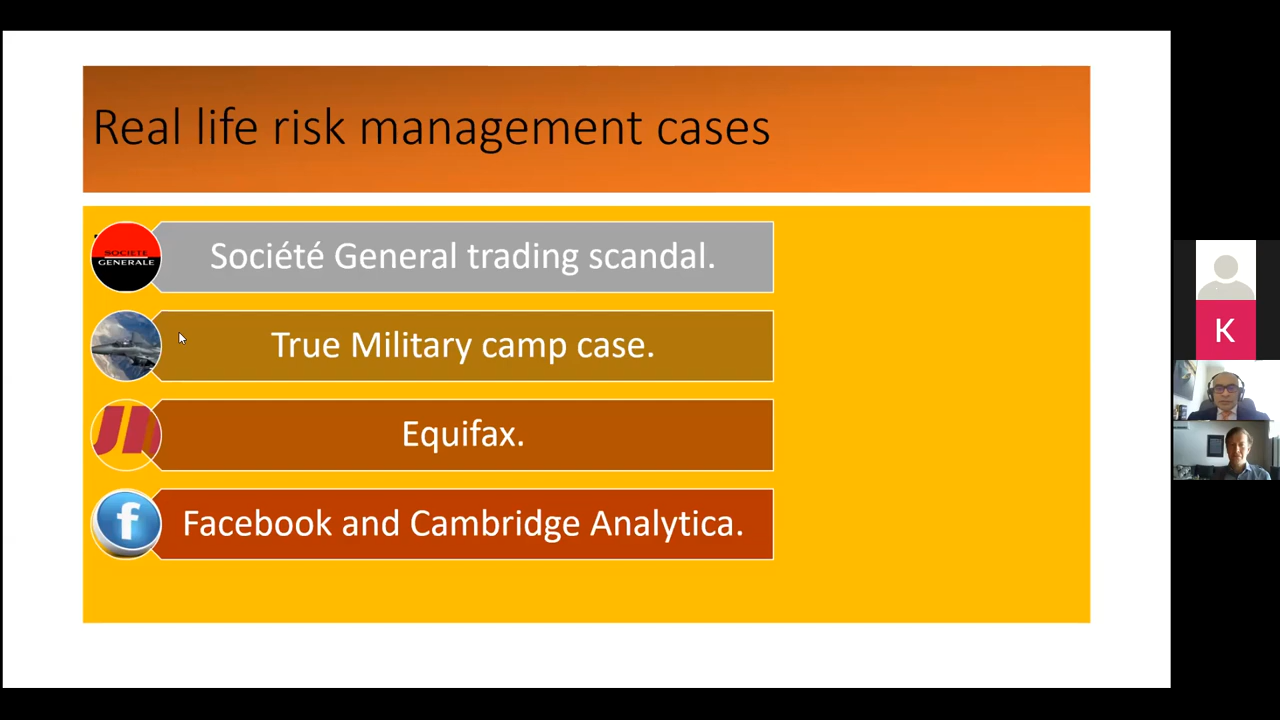 Real life risk management cases
SOCIETE
GENERALE
Société General trading scandal.
True Military camp case.
Equifax.
f
Facebook and Cambridge Analytica.
K